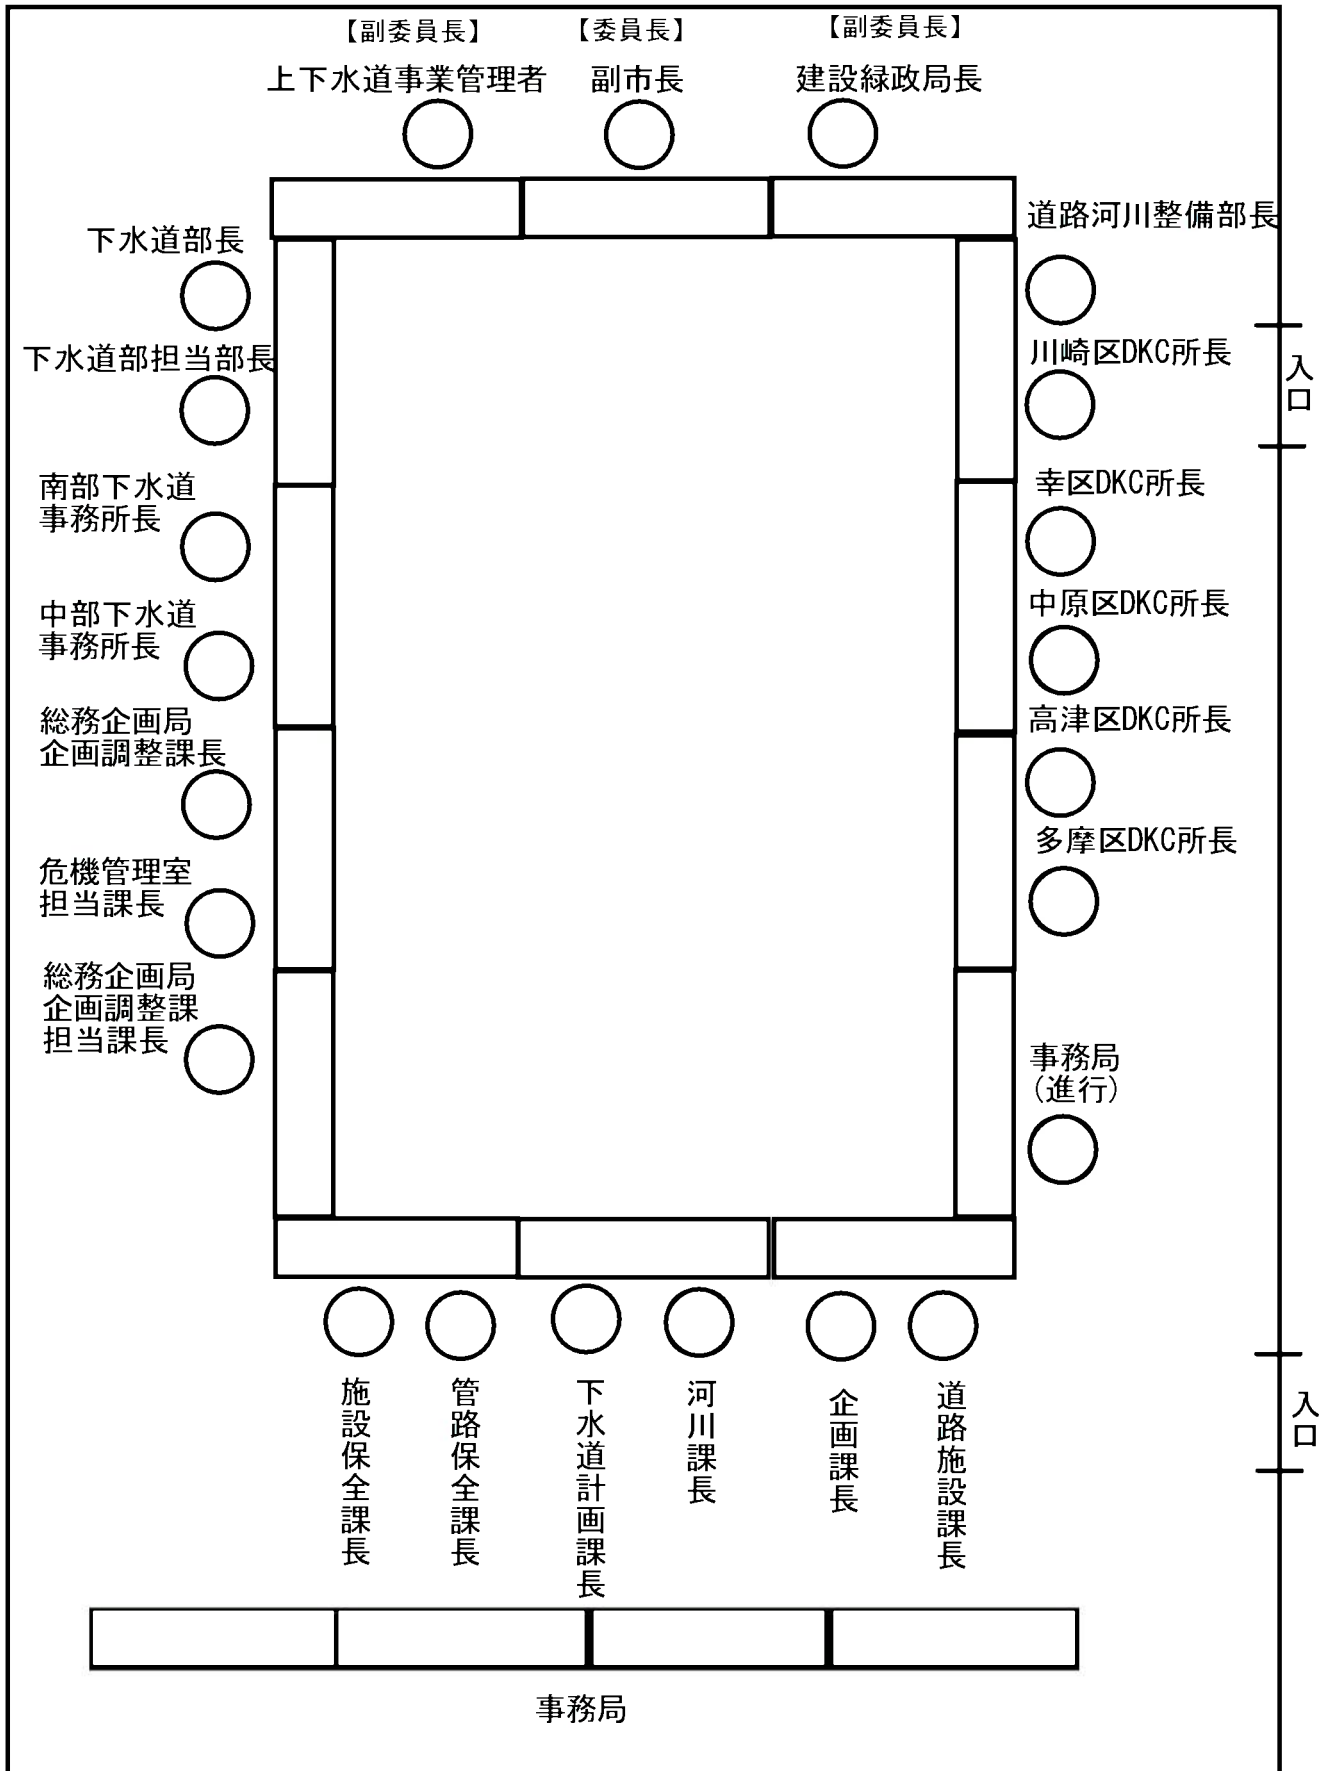 【副委員長】
【委員長】
【副委員長】
上下水道事業管理者
副市長
建設緑政局長
下水道部長
下水道部担当部長
南部下水道
事務所長
中部下水道
事務所長
総務企画局
企画調整課長
危機管理室
担当課長
総務企画局
企画調整課
担当課長
道路河川整備部長
川崎区DKC所長
幸区DKC所長
中原区DKC所長
高津区DKC所長
多摩区DKC所長
事務局
(進行)
入口
入口
施設保全課長
管路保全課長
下水道計画課長
河川課長
企画課長
道路施設課長
事務局